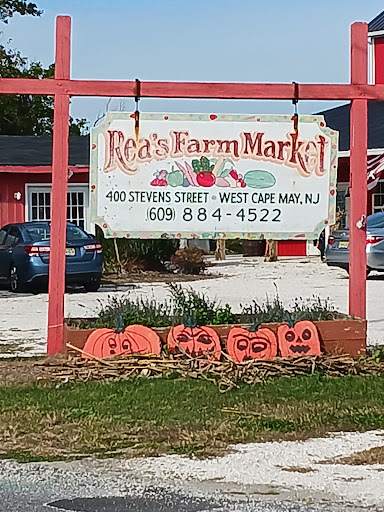 Rea's Farm Market
400 STEVENS STREET • WEST CAPE MAY, NJ
(609) 884-4522